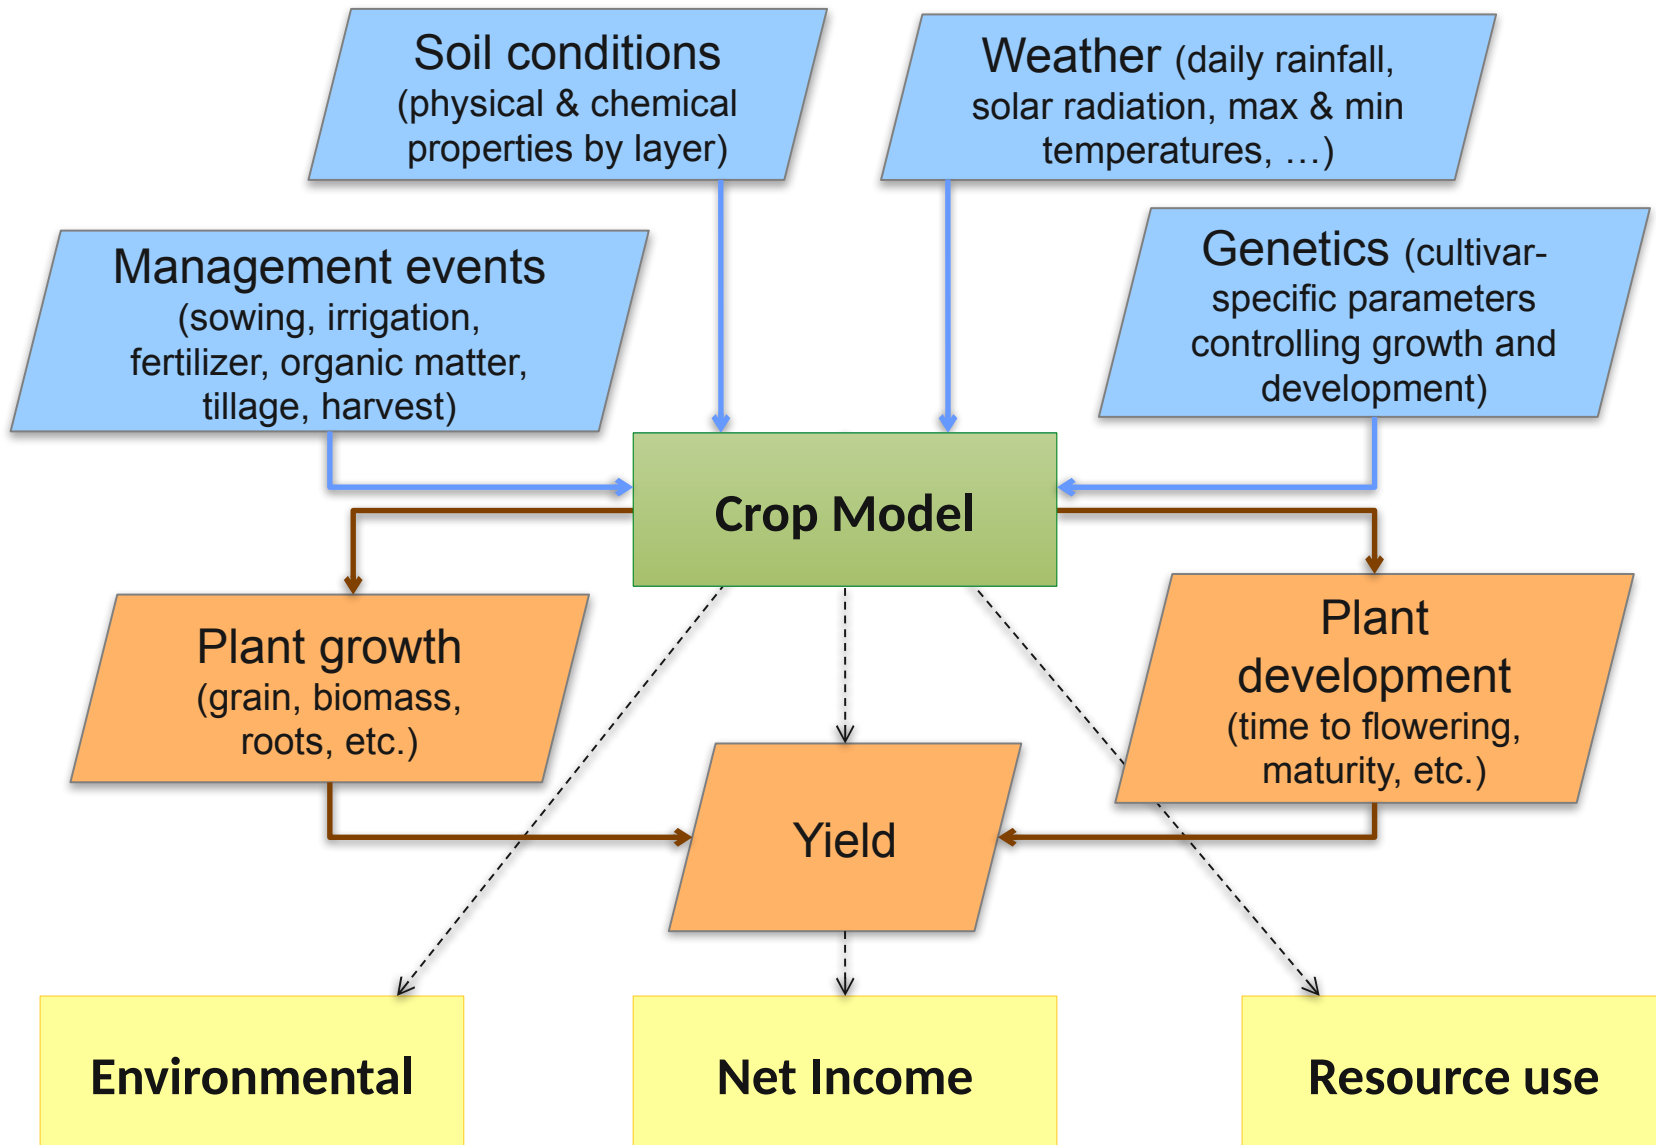 Soil conditions
(physical & chemical
properties by layer)
Weather (daily rainfall,
solar radiation, max & min
temperatures, …)
Management events
(sowing, irrigation,
fertilizer, organic matter,
tillage, harvest)
Genetics (cultivar-
specific parameters
controlling growth and
development)
Crop Model
Plant growth
(grain, biomass,
roots, etc.)
Plant
development
(time to flowering,
maturity, etc.)
Yield
Environmental
Net Income
Resource use